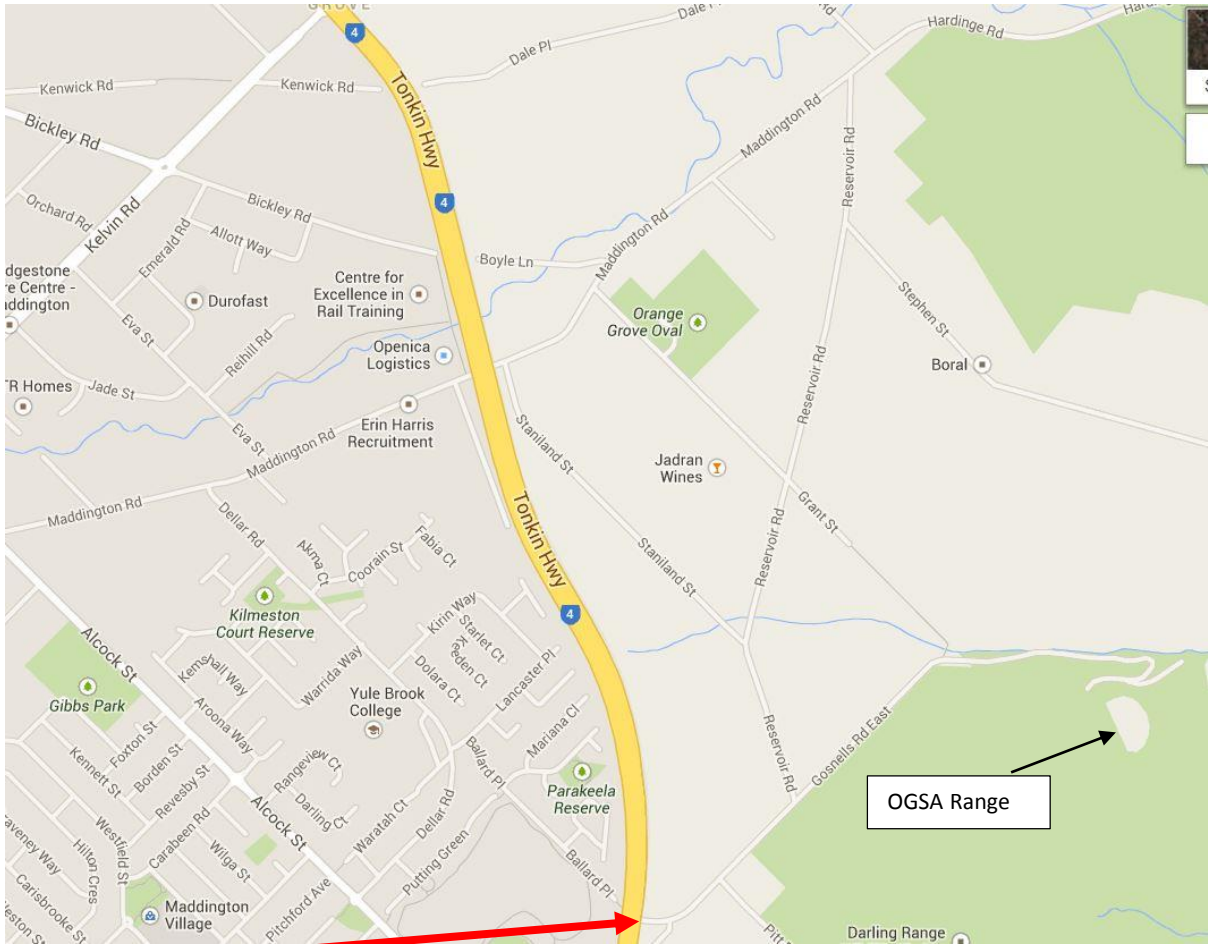 GROVE
4
Dale Pl
Dale Pl
Rd
Hardinge Rd
Kenwick Rd
Kenwick Rd
Tonkin Hwy
4
Bickley Rd
Bickley Rd
Kelvin Rd
Orchard Rd
Emerald Rd
Allott Way
Maddington Rd
Reservoir Rd
Maddington Rd
Boyle Ln
dgestone
re Centre -
addington
Durofast
Centre for
Excellence in
Rail Training
Orange
Grove Oval
Stephen St
Boral
Eva St
Relhill Rd
Openica
Logistics
Reservoir Rd
TR Homes
Jade St
Eva St
Erin Harris
Recruitment
Maddington Rd
Staniland St
Jadran
Wines
Grant St
Maddington Rd
Dellar Rd
Tonkin Hwy
4
Staniland St
Reservoir Rd
Akma Ct
Coorain St
Fabia Ct
Kilmeston
Court Reserve
Kirin Way
Starlet Ct
Keeden Ct
Dolara Ct
Lancaster Pl
Alcock St
Kemshall Way
Warrida Way
Gibbs Park
Aroona Way
Yule Brook
College
Mariana Cl
Reservoir Rd
Gosnells Rd East
Foxton St
Kennett St
Borden St
Revesby St
Rangeview Ct
Ballard Pl
Parakeela
Reserve
OGSA Range
Darling Ct
Alcock St
Waratah Ct
Dellar Rd
Putting Green
Ballard Pl
Westfield St
Carabeen Rd
Hilton Cres
Wilga St
Pitchford Ave
Carisbrooke St
Maddington
Village
Darling Range